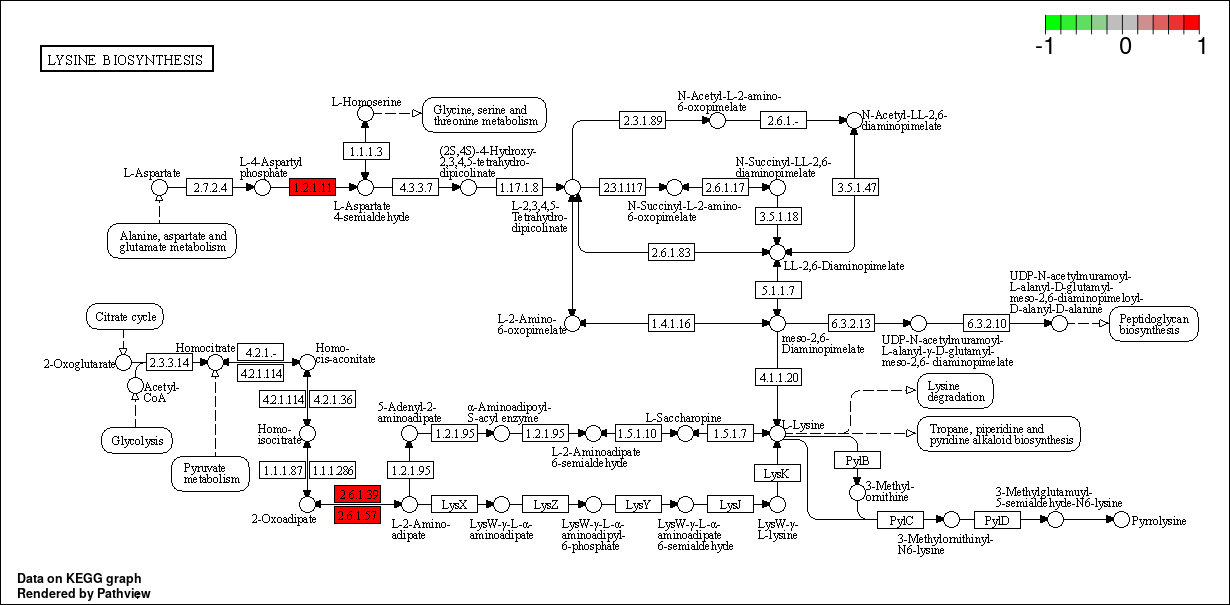 LYSINE BIOSYNTHESIS
-1
0
1
L-Homoserine
Glycine, serine and
threonine metabolism
N-Acetyl-L-2-amino-
6-oxopimelate
2.3.1.89
2.6.1.-
N-Acetyl-LL-2,6-
diaminopimelate
1.1.1.3
(2S,4S)-4-Hydroxy-
2,3,4,5-tetrahydro-
dipicolinate
N-Succinyl-LL-2,6-
diaminopimelate
L-4-Aspartyl
phosphate
L-Aspartate
2.7.2.4
1.2.1.11
4.3.3.7
1.17.1.8
2.3.1.117
2.6.1.17
3.5.1.47
L-Aspartate
4-semialdehyde
L-2,3,4,5-
Tetrahydro-
dipicolinate
N-Succinyl-L-2-amino-
6-oxopimelate
3.5.1.18
Alanine, aspartate and
glutamate metabolism
2.6.1.83
LL-2,6-Diaminopimelate
5.1.1.7
UDP-N-acetylmuramoyl-
L-alanyl-D-glutamyl-
meso-2,6-diaminopimeloyl-
D-alanyl-D-alanine
Citrate cycle
L-2-Amino-
6-oxopimelate
1.4.1.16
6.3.2.13
6.3.2.10
Peptidoglycan
biosynthesis
meso-2,6-
Diaminopimelate
UDP-N-acetylmuramoyl-
L-alanyl-γ-D-glutamyl-
meso-2,6- diaminopimelate
Homocitrate
4.2.1.-
Homo-
cis-aconitate
2-Oxoglutarate
2.3.3.14
4.2.1.114
4.1.1.20
Acetyl-
CoA
4.2.1.114
4.2.1.36
Lysine
degradation
5-Adenyl-2-
aminoadipate
α-Aminoadipoyl-
S-acyl enzyme
L-Saccharopine
L-Lysine
Glycolysis
Homo-
isocitrate
1.2.1.95
1.2.1.95
1.5.1.10
1.5.1.7
Tropane, piperidine and
pyridine alkaloid biosynthesis
L-2-Aminoadipate
6-semialdehyde
Pyruvate
metabolism
1.1.1.87
1.1.1.286
1.2.1.95
LysK
PylB
2.6.1.39
2.6.1.57
3-Methyl-
ornithine
2-Oxoadipate
L-2-Amino-
adipate
LysX
LysZ
LysY
LysJ
3-Methylglutamyl-
5-semialdehyde-N6-lysine
LysW-γ-L-α-
aminoadipate
LysW-γ-L-α-
aminoadipyl-
6-phosphate
LysW-γ-L-α-
aminoadipate
6-semialdehyde
LysW-γ-
L-lysine
PylC
PylD
Pyrrolysine
3-Methylornithinyl-
N6-lysine
Data on KEGG graph
Rendered by Pathview